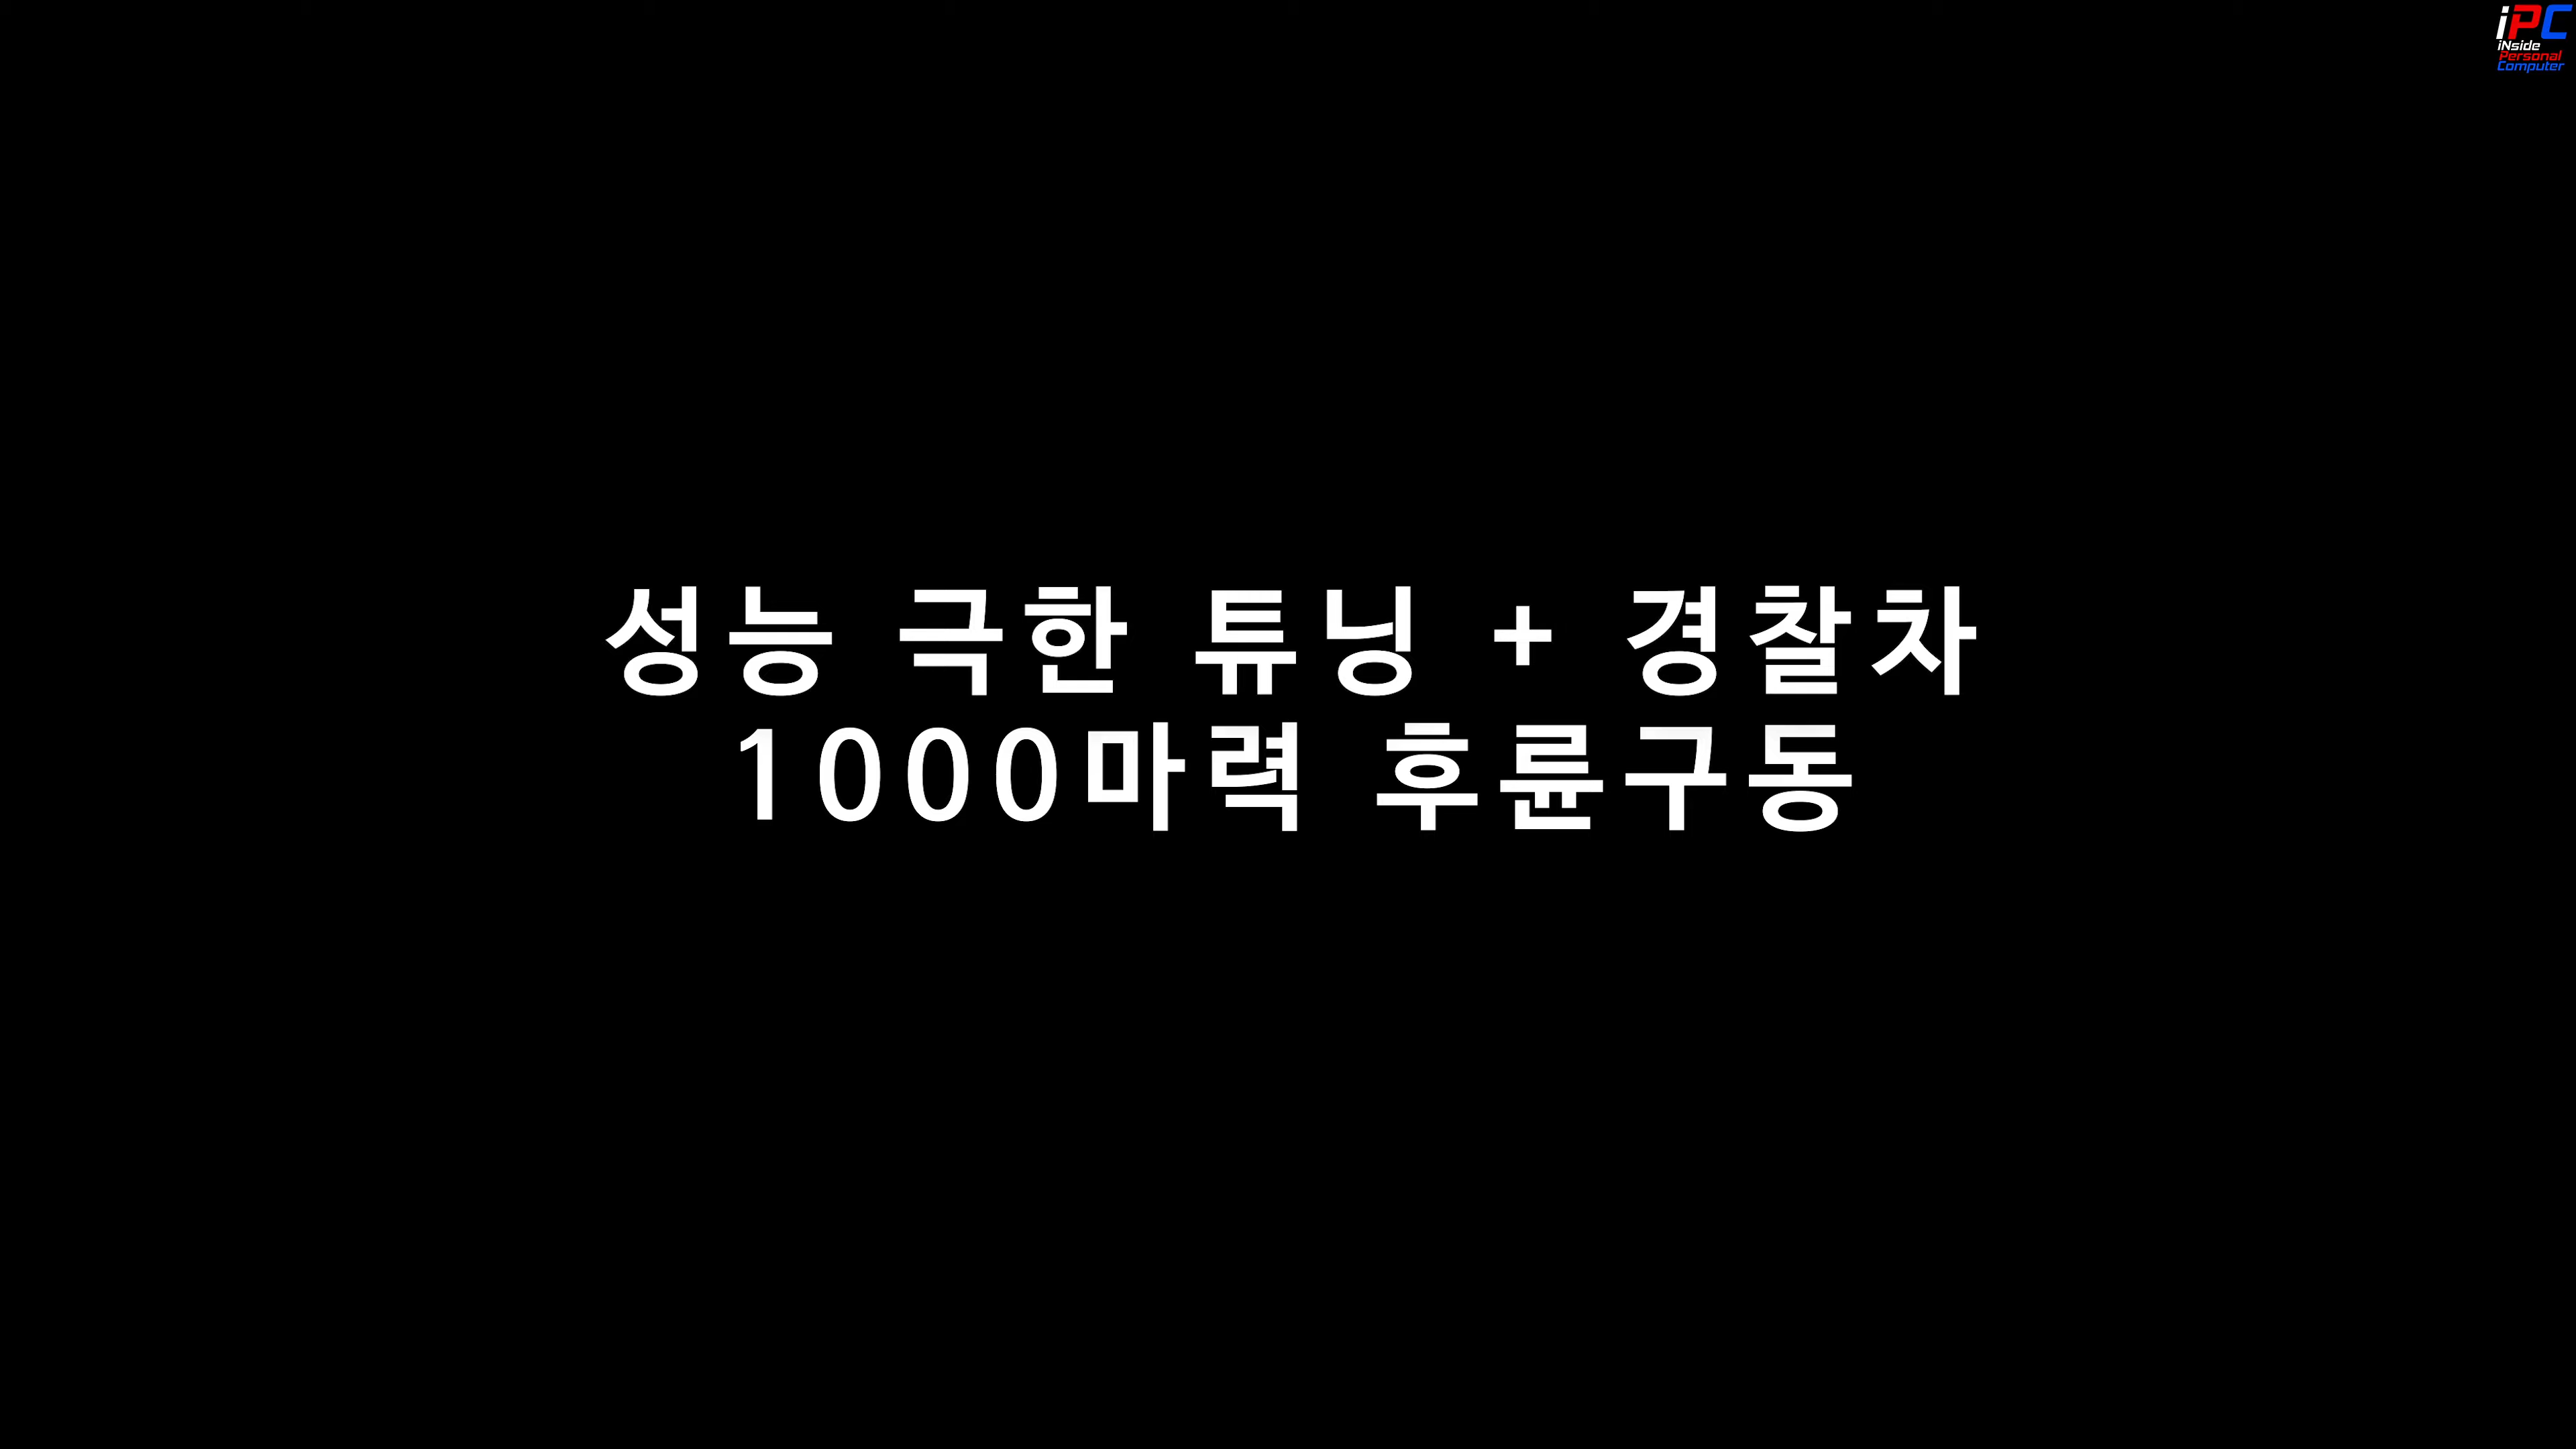 iPC
iNside
Personal
Computer
성능 극한 튜닝 + 경찰차
1000마력 후륜구동